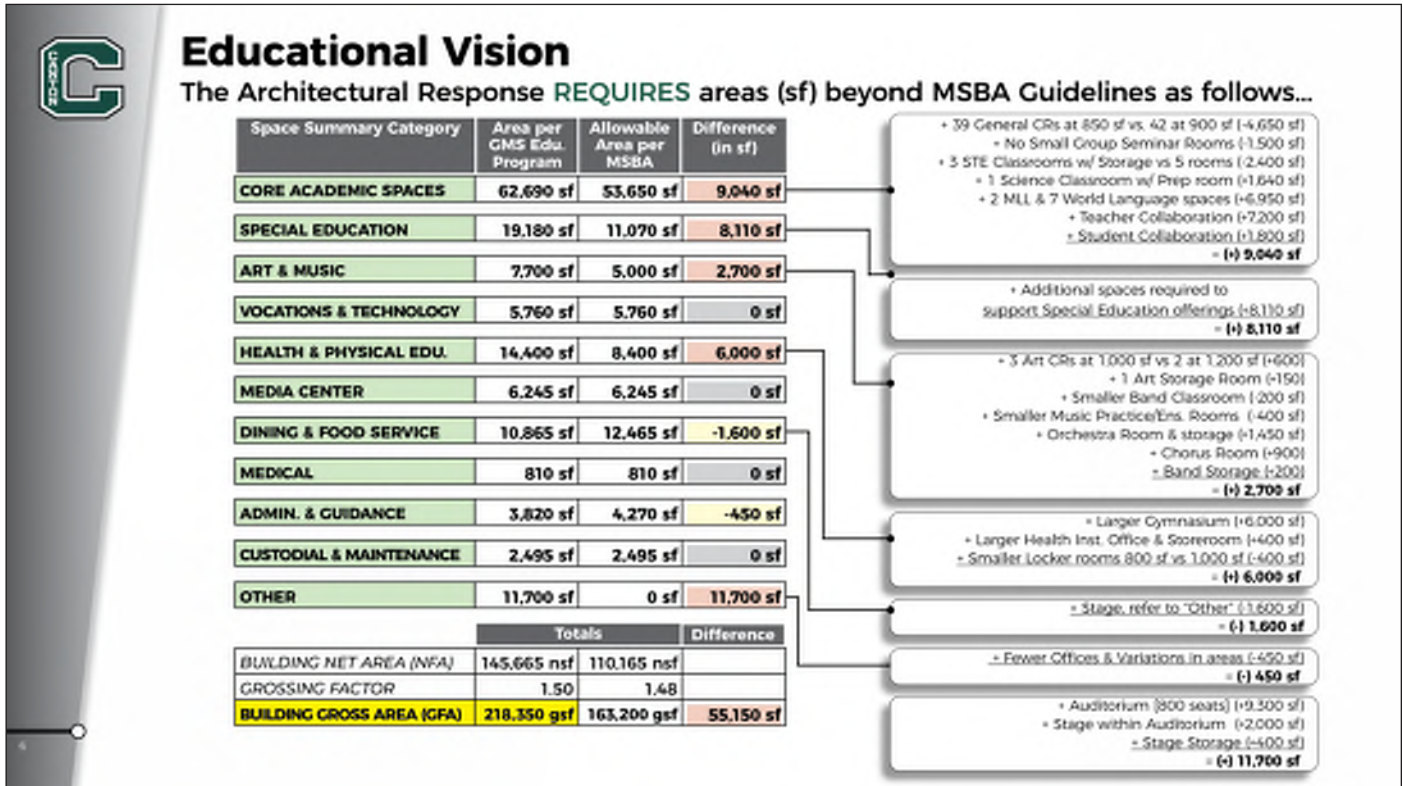 CANTON
C
Educational Vision
The Architectural Response REQUIRES areas (sf) beyond MSBA Guidelines as follows...
Space Summary Category | Area per GMS Edu. Program | Allowable Area per MSBA | Difference (in sf)
CORE ACADEMIC SPACES 62,690 sf 53,650 sf 9,040 sf
SPECIAL EDUCATION 19,180 sf 11,070 sf 8,110 sf
ART & MUSIC 7,700 sf 5,000 sf 2,700 sf
VOCATIONS & TECHNOLOGY 5,760 sf 5,760 sf 0 sf
HEALTH & PHYSICAL EDU. 14,400 sf 8,400 sf 6,000 sf
MEDIA CENTER 6,245 sf 6,245 sf 0 sf
DINING & FOOD SERVICE 10,865 sf 12,465 sf -1,600 sf
MEDICAL 810 sf 810 sf 0 sf
ADMIN. & GUIDANCE 3,820 sf 4,270 sf -450 sf
CUSTODIAL & MAINTENANCE 2,495 sf 2,495 sf 0 sf
OTHER 11,700 sf 0 sf 11,700 sf
Totals Difference
BUILDING NET AREA (NFA) 145,665 nsf 110,165 nsf
GROSSING FACTOR 1.50 1.48
BUILDING GROSS AREA (GFA) 218,350 gsf 163,200 gsf 55,150 sf
+ 39 General CRs at 850 sf vs. 42 at 900 sf (-4,650 sf)
+ No Small Group Seminar Rooms (-1,500 sf)
+ 3 STE Classrooms w/ Storage vs 5 rooms (-2,400 sf)
+ 1 Science Classroom w/ Prep room (+1,640 sf)
+ 2 MLL & 7 World Language spaces (+6,950 sf)
+ Teacher Collaboration (+7,200 sf)
+ Student Collaboration (+1,800 sf)
= (+) 9,040 sf
+ Additional spaces required to
support Special Education offerings (+8,110 sf)
= (+) 8,110 sf
+ 3 Art CRs at 1,000 sf vs 2 at 1,200 sf (+600)
+ 1 Art Storage Room (+150)
+ Smaller Band Classroom (-200 sf)
+ Smaller Music Practice/Ens. Rooms (-400 sf)
+ Orchestra Room & storage (+1,450 sf)
+ Chorus Room (+900)
+ Band Storage (+200)
= (+) 2,700 sf
+ Larger Gymnasium (+6,000 sf)
+ Larger Health Inst. Office & Storeroom (+400 sf)
+ Smaller Locker rooms 800 sf vs 1,000 sf (-400 sf)
= (+) 6,000 sf
+ Stage, refer to "Other" (-1,600 sf)
= (-) 1,600 sf
+ Fewer Offices & Variations in areas (-450 sf)
= (-) 450 sf
+ Auditorium [800 seats] (+9,300 sf)
+ Stage within Auditorium (+2,000 sf)
+ Stage Storage (+400 sf)
= (+) 11,700 sf